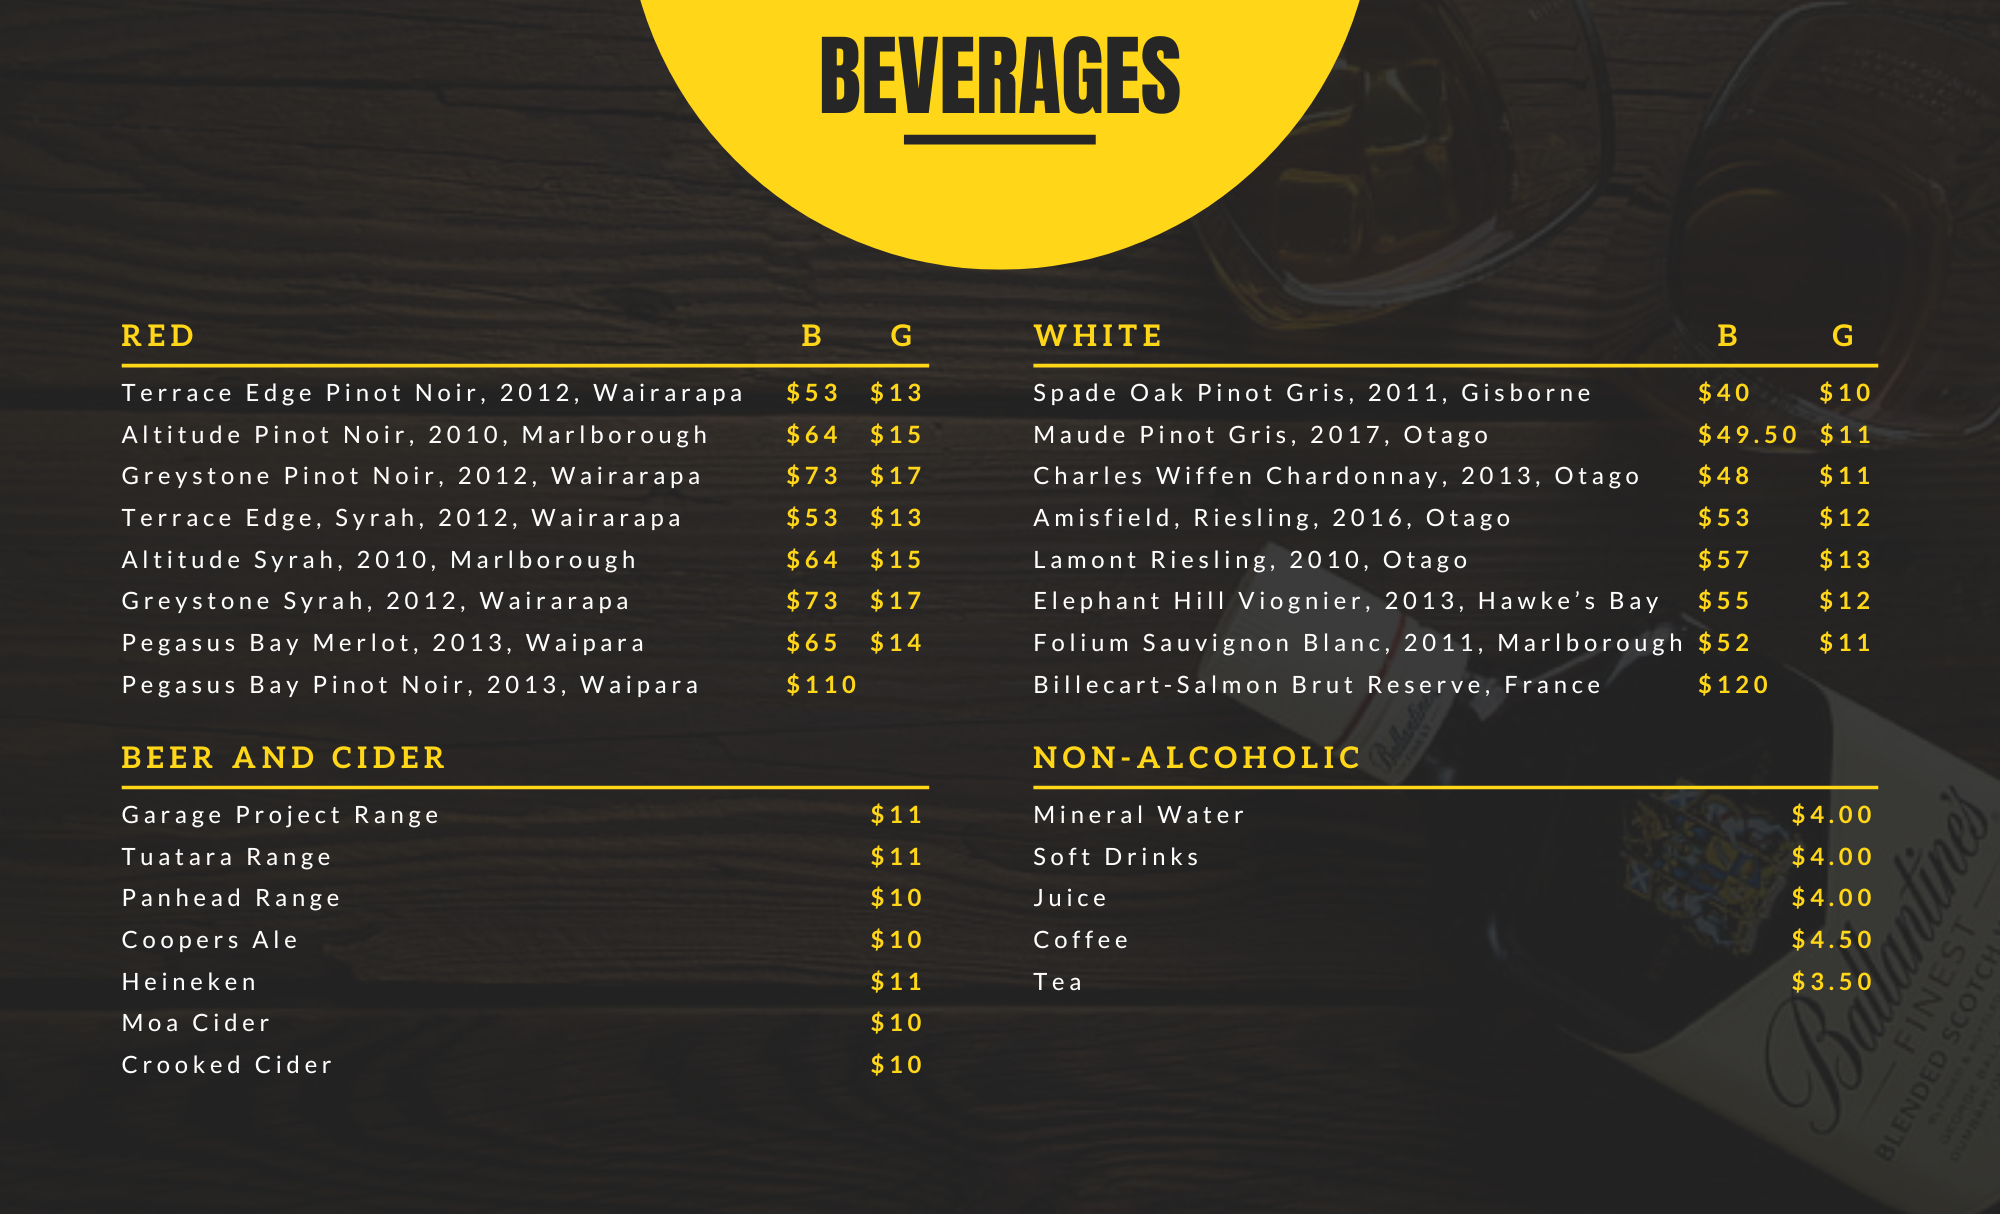 BEVERAGES
RED B G
Terrace Edge Pinot Noir, 2012, Wairarapa $53 $13
Altitude Pinot Noir, 2010, Marlborough $64 $15
Greystone Pinot Noir, 2012, Wairarapa $73 $17
Terrace Edge, Syrah, 2012, Wairarapa $53 $13
Altitude Syrah, 2010, Marlborough $64 $15
Greystone Syrah, 2012, Wairarapa $73 $17
Pegasus Bay Merlot, 2013, Waipara $65 $14
Pegasus Bay Pinot Noir, 2013, Waipara $110
WHITE B G
Spade Oak Pinot Gris, 2011, Gisborne $40 $10
Maude Pinot Gris, 2017, Otago $49.50 $11
Charles Wiffen Chardonnay, 2013, Otago $48 $11
Amisfield, Riesling, 2016, Otago $53 $12
Lamont Riesling, 2010, Otago $57 $13
Elephant Hill Viognier, 2013, Hawke’s Bay $55 $12
Folium Sauvignon Blanc, 2011, Marlborough $52 $11
Billecart-Salmon Brut Reserve, France $120
BEER AND CIDER
Garage Project Range $11
Tuatara Range $11
Panhead Range $10
Coopers Ale $10
Heineken $11
Moa Cider $10
Crooked Cider $10
NON-ALCOHOLIC
Mineral Water $4.00
Soft Drinks $4.00
Juice $4.00
Coffee $4.50
Tea $3.50
Ballantine's
Ballantine's
FINEST
BLENDED SCOTCH